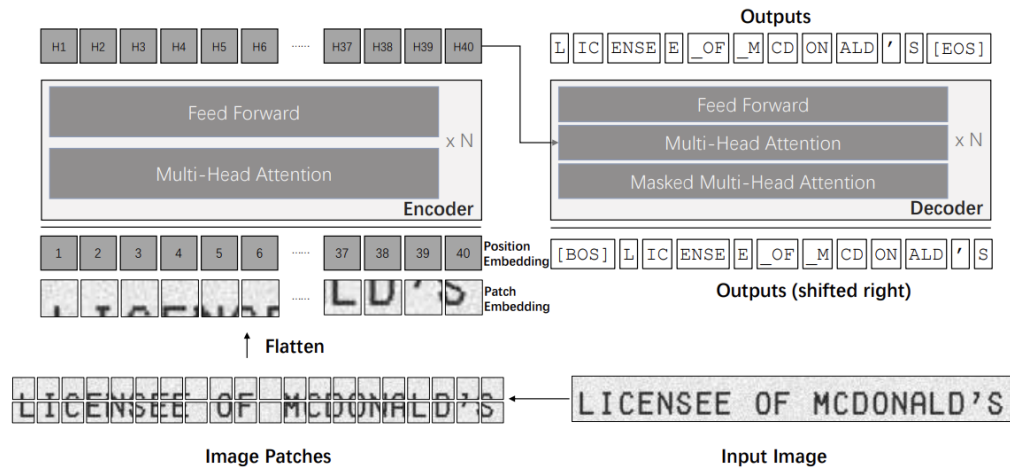 Outputs
H1 H2 H3 H4 H5 H6 ...... H37 H38 H39 H40
L IC ENSE E _OF _M CD ON ALD ' S [EOS]
Feed Forward
Multi-Head Attention
x N
Encoder
Feed Forward
Multi-Head Attention
Masked Multi-Head Attention
x N
Decoder
1 2 3 4 5 6 ...... 37 38 39 40
Position
Embedding
[BOS] L IC ENSE E _OF _M CD ON ALD ' S
......
LD'S
Patch
Embedding
Outputs (shifted right)
Flatten
LICENSEE OF MCDONALD'S
LICENSEE OF MCDONALD'S
Image Patches
Input Image